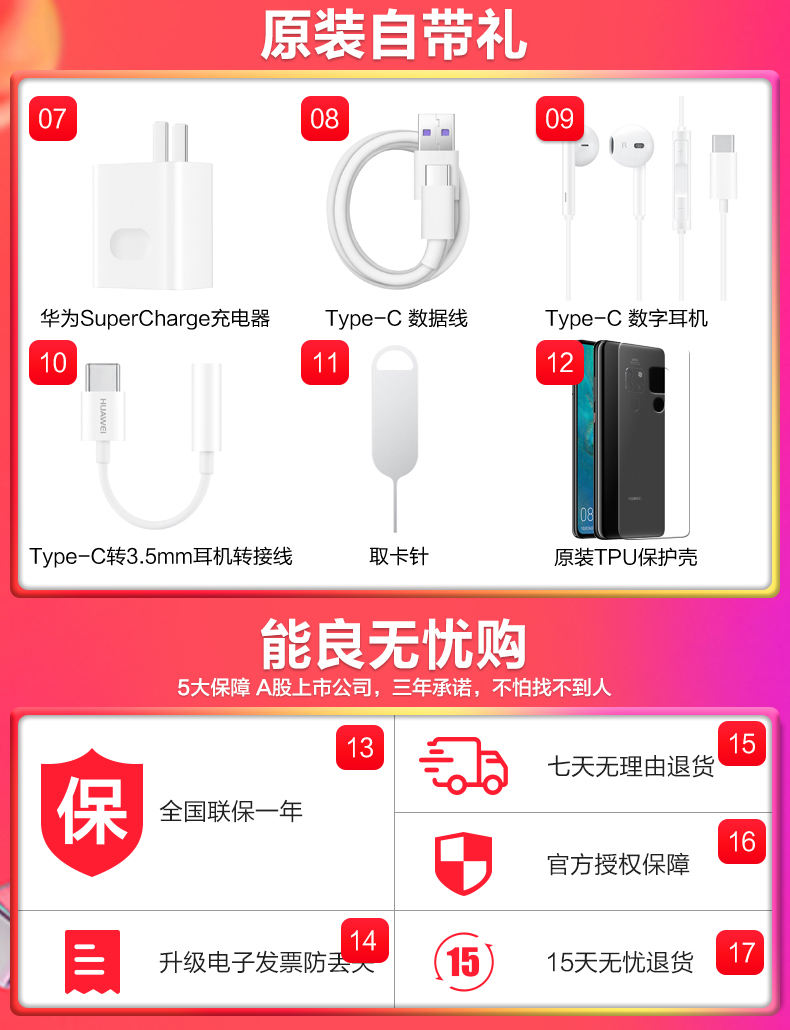 原装自带礼
07
08
09
华为SuperCharge充电器
Type-C 数据线
Type-C 数字耳机
10
11
12
HUAWEI
08
Type-C转3.5mm耳机转接线
取卡针
原装TPU保护壳
能良无忧购
5大保障 A股上市公司，三年承诺，不怕找不到人
13
保
全国联保一年
15
七天无理由退货
16
官方授权保障
14
升级电子发票防丢失
17
15
15天无忧退货